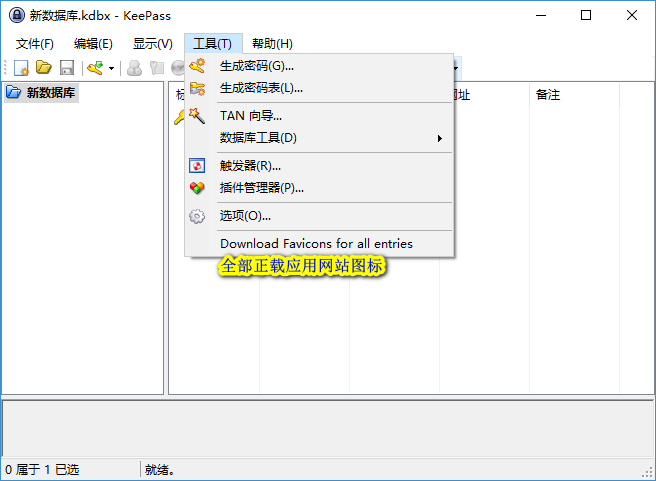 新数据库.kdbx - KeePass
文件(F) 编辑(E) 显示(V) 工具(T) 帮助(H)
新数据库
备注
生成密码(G)...
生成密码表(L)...
TAN 向导...
数据库工具(D)
触发器(R)...
插件管理器(P)...
选项(O)...
Download Favicons for all entries
全部正载应用网站图标
0 属于 1 已选
就绪。